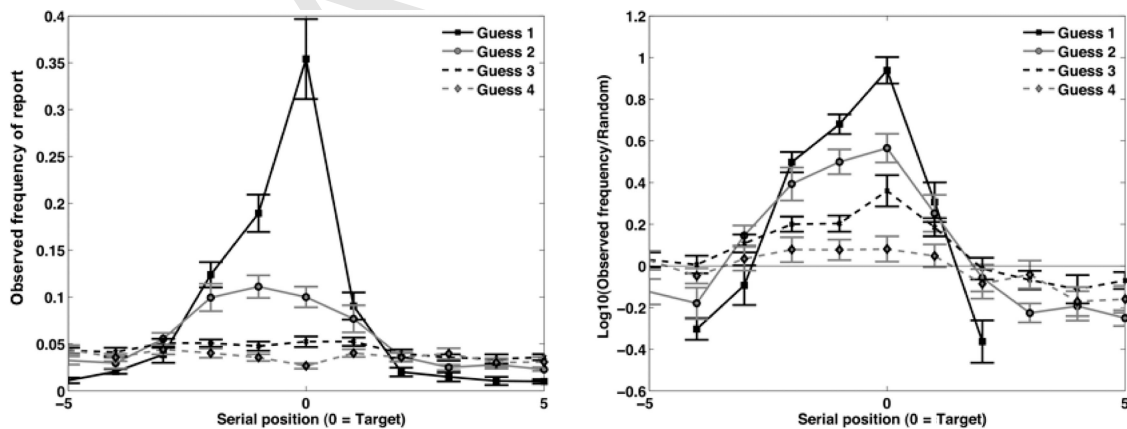 0.4
0.35
0.3
0.25
0.2
0.15
0.1
0.05
0
Observed frequency of report
Guess 1
Guess 2
Guess 3
Guess 4
-5
0
5
Serial position (0 = Target)
1.2
1
0.8
0.6
0.4
0.2
0
-0.2
-0.4
-0.6
Log10(Observed frequency/Random)
Guess 1
Guess 2
Guess 3
Guess 4
-5
0
5
Serial position (0 = Target)